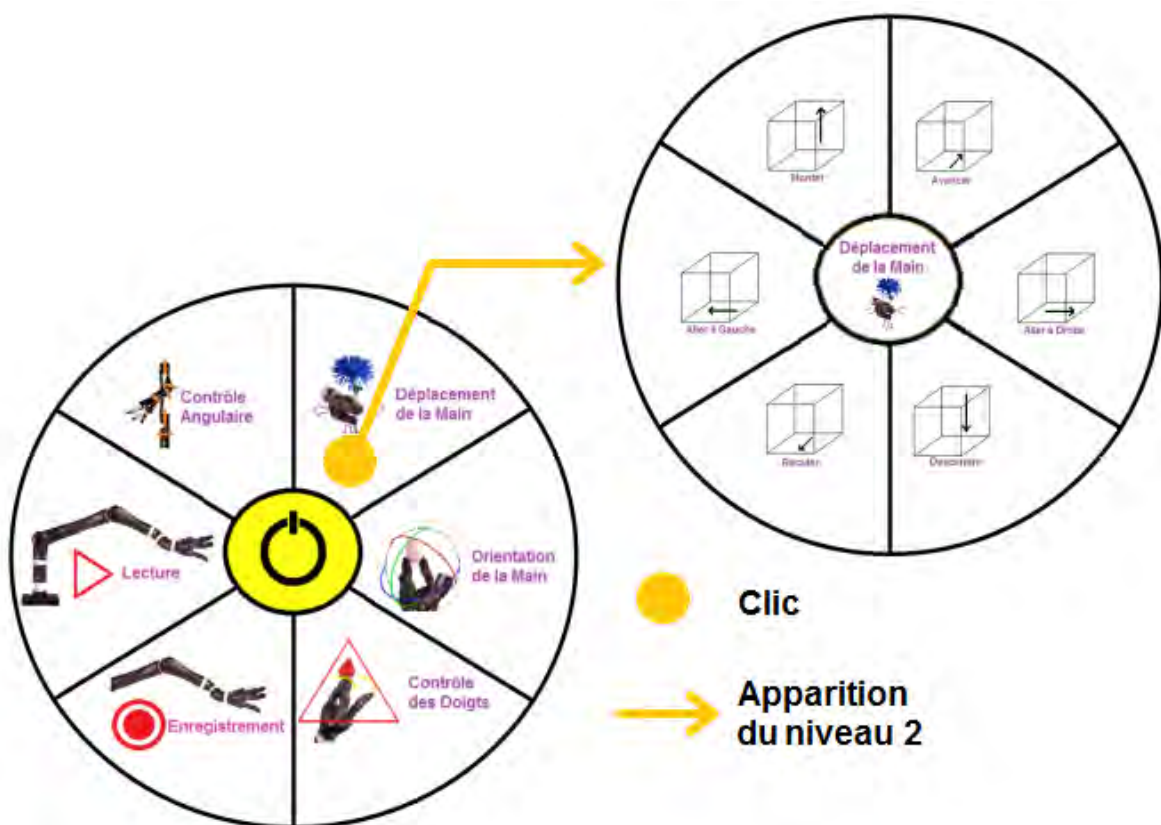 Monter
Avancer
Déplacement
de la Main
Aller à Gauche
Aller à Droite
Reculer
Descendre
Contrôle
Angulaire
Déplacement
de la Main
Lecture
Orientation
de la Main
Enregistrement
Contrôle
des Doigts
Clic
Apparition
du niveau 2